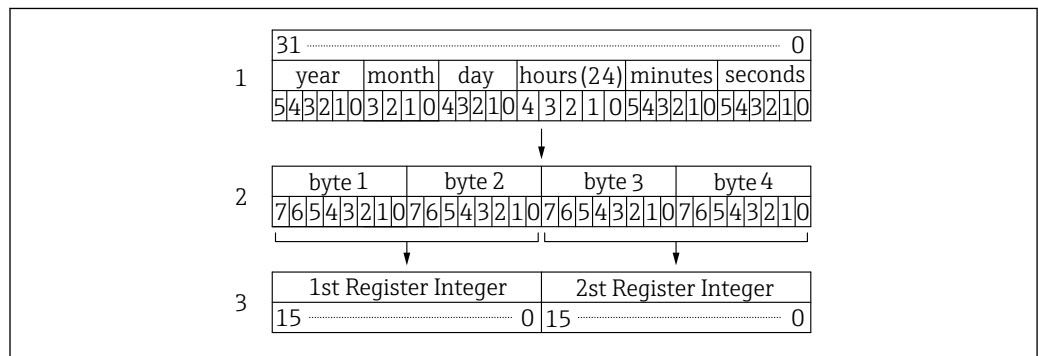 31 0
1 year month day hours (24) minutes seconds
5 4 3 2 1 0 3 2 1 0 4 3 2 1 0 4 3 2 1 0 5 4 3 2 1 0 5 4 3 2 1 0
2 byte 1 byte 2 byte 3 byte 4
7 6 5 4 3 2 1 0 7 6 5 4 3 2 1 0 7 6 5 4 3 2 1 0 7 6 5 4 3 2 1 0
3 1st Register Integer 2st Register Integer
15 0 15 0